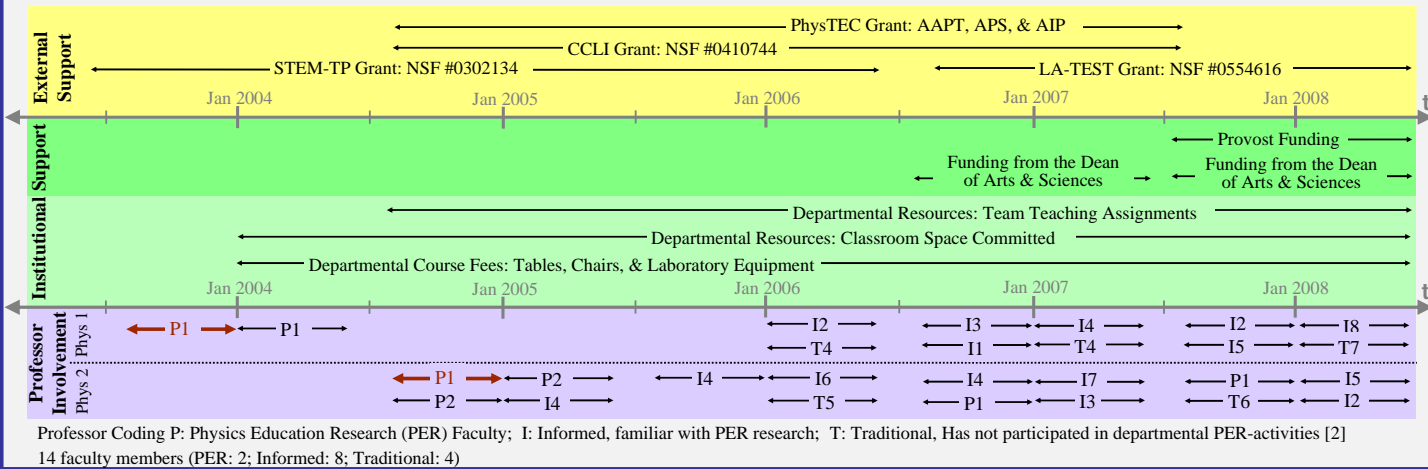 External
Support
PhysTEC Grant: AAPT, APS, & AIP
CCLI Grant: NSF #0410744
STEM-TP Grant: NSF #0302134
LA-TEST Grant: NSF #0554616
Jan 2004 Jan 2005 Jan 2006 Jan 2007 Jan 2008 t
Institutional Support
Provost Funding
Funding from the Dean
of Arts & Sciences
Funding from the Dean
of Arts & Sciences
Departmental Resources: Team Teaching Assignments
Departmental Resources: Classroom Space Committed
Departmental Course Fees: Tables, Chairs, & Laboratory Equipment
Jan 2004 Jan 2005 Jan 2006 Jan 2007 Jan 2008 t
Professor
Involvement
Phys 1
P1 P1 I2 I3 I4 I2 I8
T4 I1 T4 I5 T7
Phys 2
P1 P2 I4 I6 I4 I7 P1 I5
P2 I4 T5 P1 I3 T6 I2
Professor Coding P: Physics Education Research (PER) Faculty; I: Informed, familiar with PER research; T: Traditional, Has not participated in departmental PER-activities [2]
14 faculty members (PER: 2; Informed: 8; Traditional: 4)